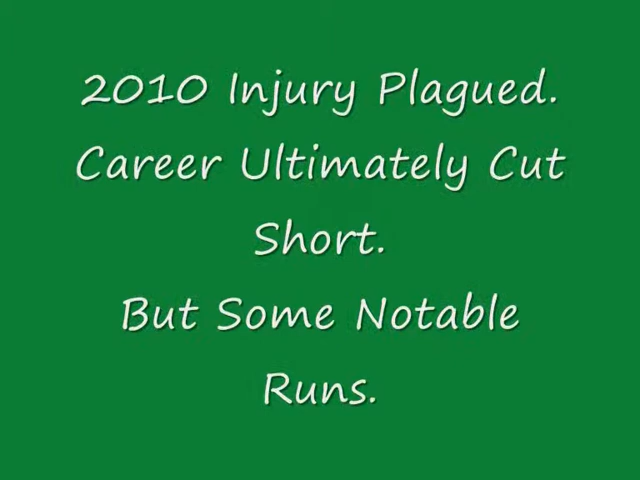 2010 Injury Plagued.
Career Ultimately Cut
Short.
But Some Notable
Runs.